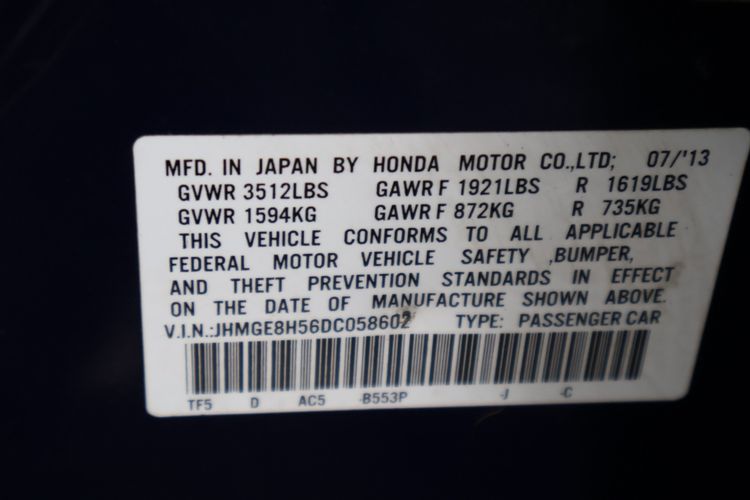 MFD. IN JAPAN BY HONDA MOTOR CO.,LTD; 07/'13
GVWR 3512LBS GAWR F 1921LBS R 1619LBS
GVWR 1594KG GAWR F 872KG R 735KG
THIS VEHICLE CONFORMS TO ALL APPLICABLE
FEDERAL MOTOR VEHICLE SAFETY ,BUMPER,
AND THEFT PREVENTION STANDARDS IN EFFECT
ON THE DATE OF MANUFACTURE SHOWN ABOVE.
V.I.N.:JHMGE8H56DC058602 TYPE: PASSENGER CAR
TF5 D AC5 -B553P -J -C